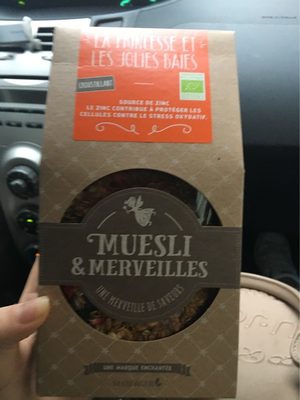 LA PRINCESSE ET
LES JOLIES BAIES
CROUSTILLANT
SOURCE DE ZINC
LE ZINC CONTRIBUE À PROTÉGER LES
CELLULES CONTRE LE STRESS OXYDATIF.
MUESLI
& MERVEILLES
UNE MERVEILLE DE SAVEURS
UNE MARQUE ENCHANTÉE